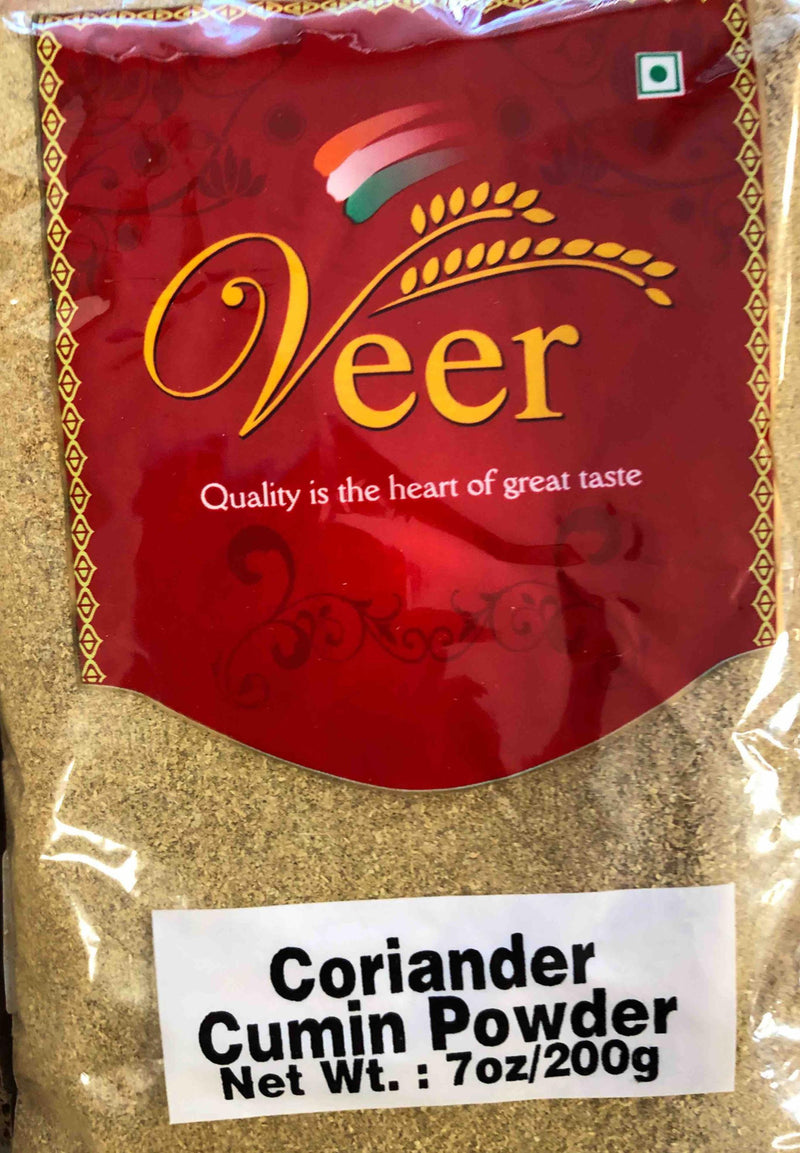 Veer
Quality is the heart of great taste
Coriander
Cumin Powder
Net Wt. : 7oz/200g